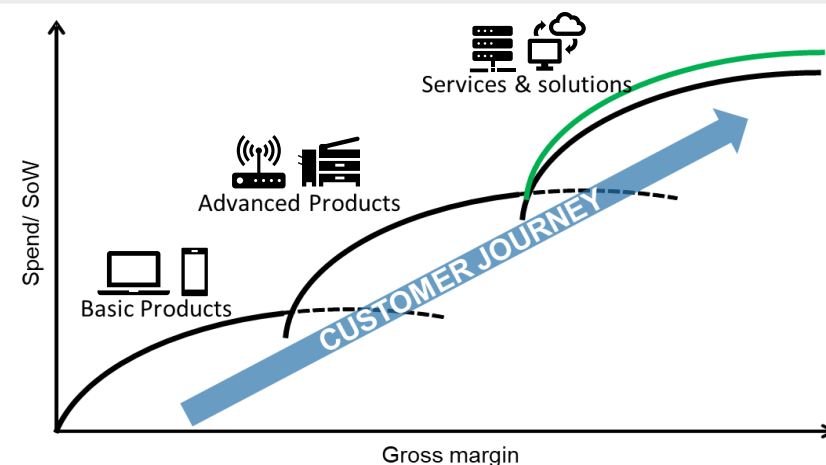 Services & solutions
Advanced Products
Basic Products
CUSTOMER JOURNEY
Spend/ SoW
Gross margin